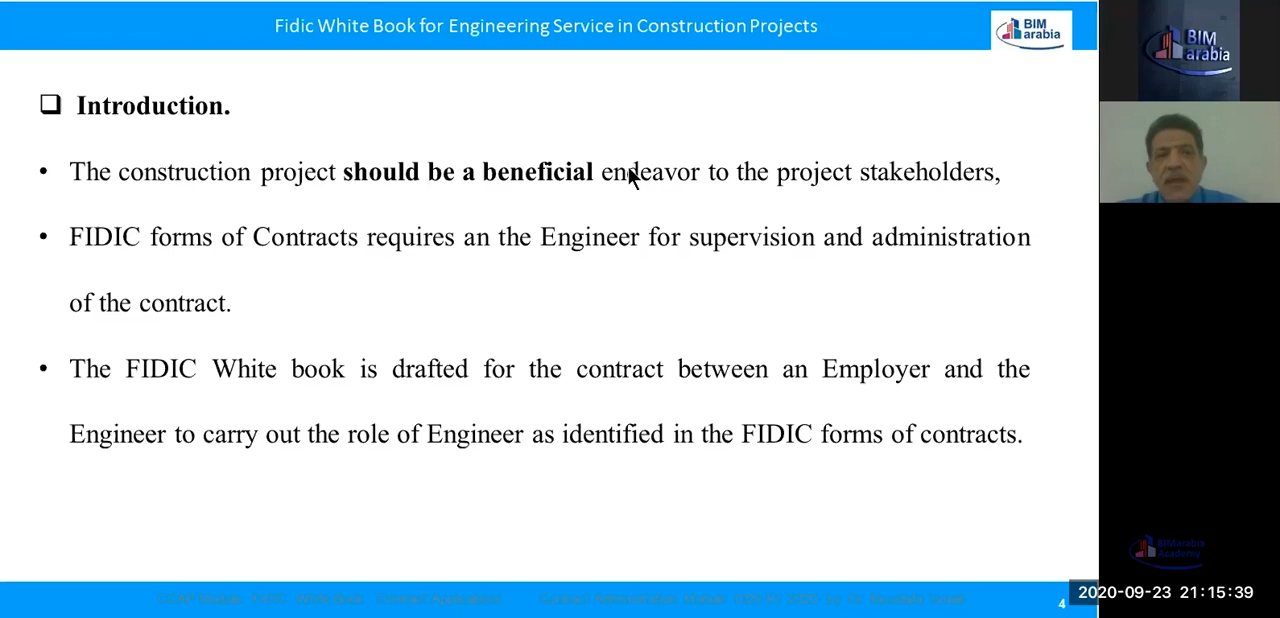 Fidic White Book for Engineering Service in Construction Projects
BIM
arabia
BIM
arabia
Introduction.
• The construction project should be a beneficial endeavor to the project stakeholders,
• FIDIC forms of Contracts requires an the Engineer for supervision and administration
of the contract.
• The FIDIC White book is drafted for the contract between an Employer and the
Engineer to carry out the role of Engineer as identified in the FIDIC forms of contracts.
BIMarabia
Academy
4
2020-09-23 21:15:39